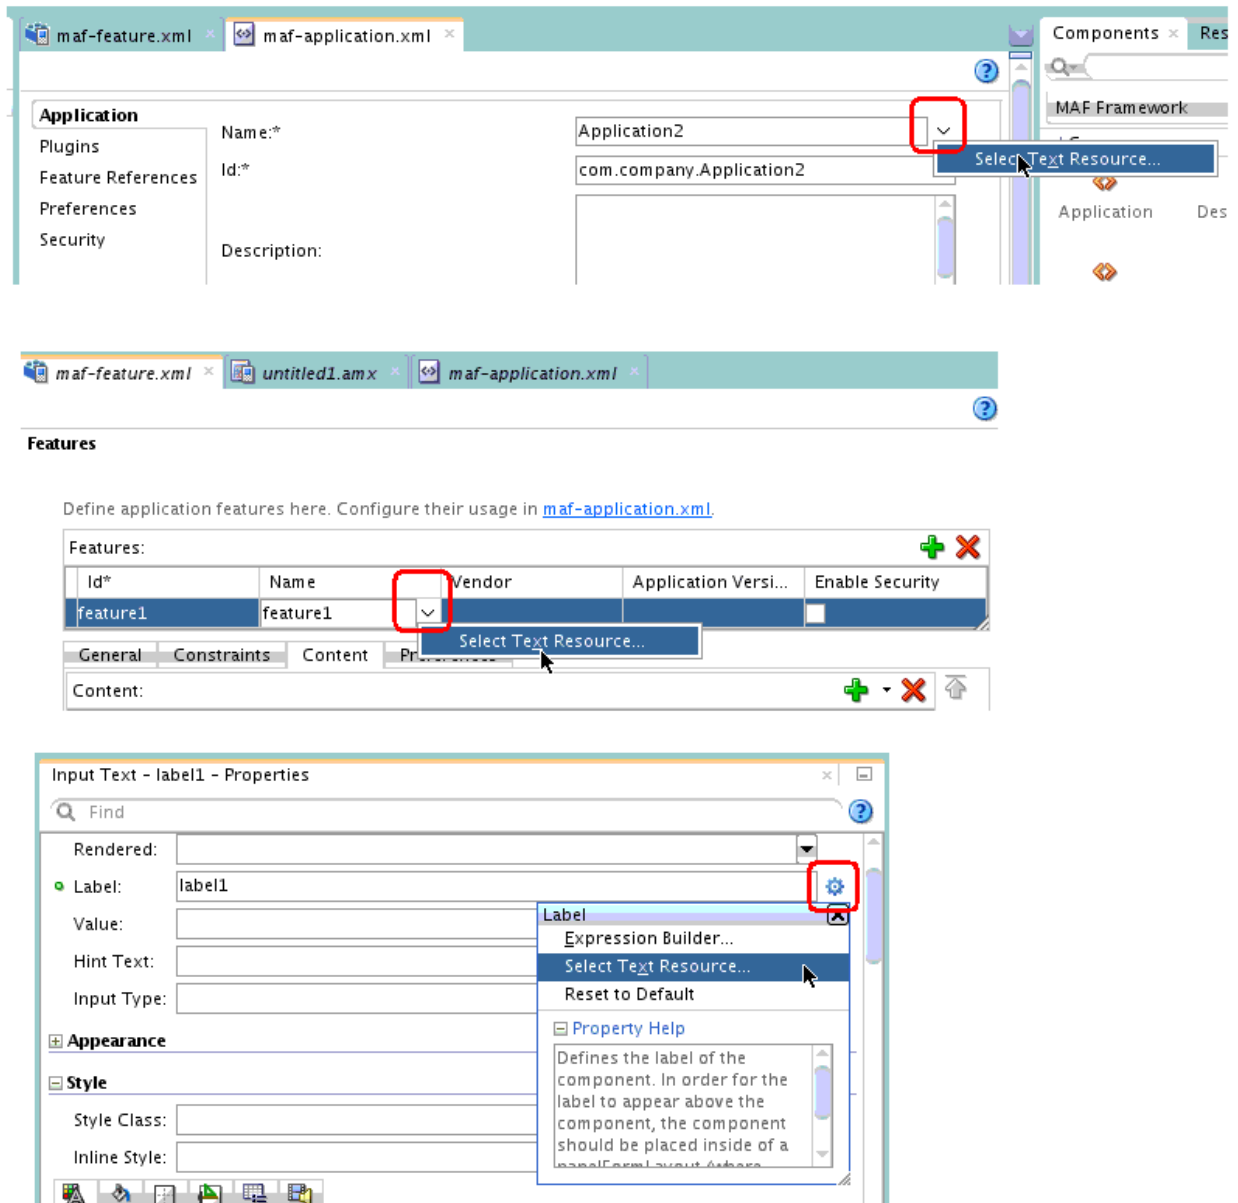 maf-feature.xml maf-application.xml Components Res
MAF Framework
Application
Plugins
Feature References
Preferences
Security
Name:* Application2
Select Text Resource...
Id:* com.company.Application2
Application Des
Description:
maf-feature.xml untitled1.amx maf-application.xml
Features
Define application features here. Configure their usage in maf-application.xml.
Features:
Id* Name Vendor Application Versi... Enable Security
feature1 feature1
Select Text Resource...
General Constraints Content
Content:
Input Text - label1 - Properties
Find
Rendered:
Label: label1
Value:
Hint Text:
Input Type:
Appearance
Style
Style Class:
Inline Style:
Label
Expression Builder...
Select Text Resource...
Reset to Default
Property Help
Defines the label of the
component. In order for the
label to appear above the
component, the component
should be placed inside of a
panelFormLayout (where